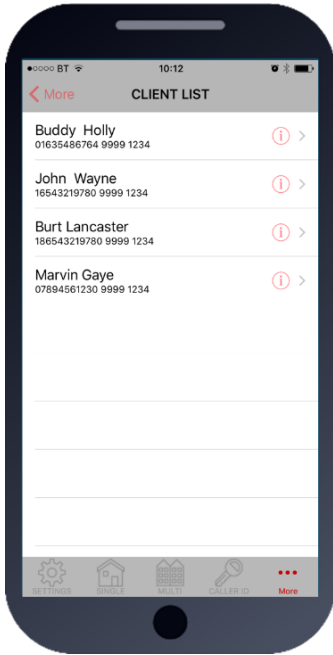 BT 10:12
More CLIENT LIST
Buddy Holly
01635486764 9999 1234
John Wayne
16543219780 9999 1234
Burt Lancaster
186543219780 9999 1234
Marvin Gaye
07894561230 9999 1234
SETTINGS SINGLE MULTI CALLER ID More